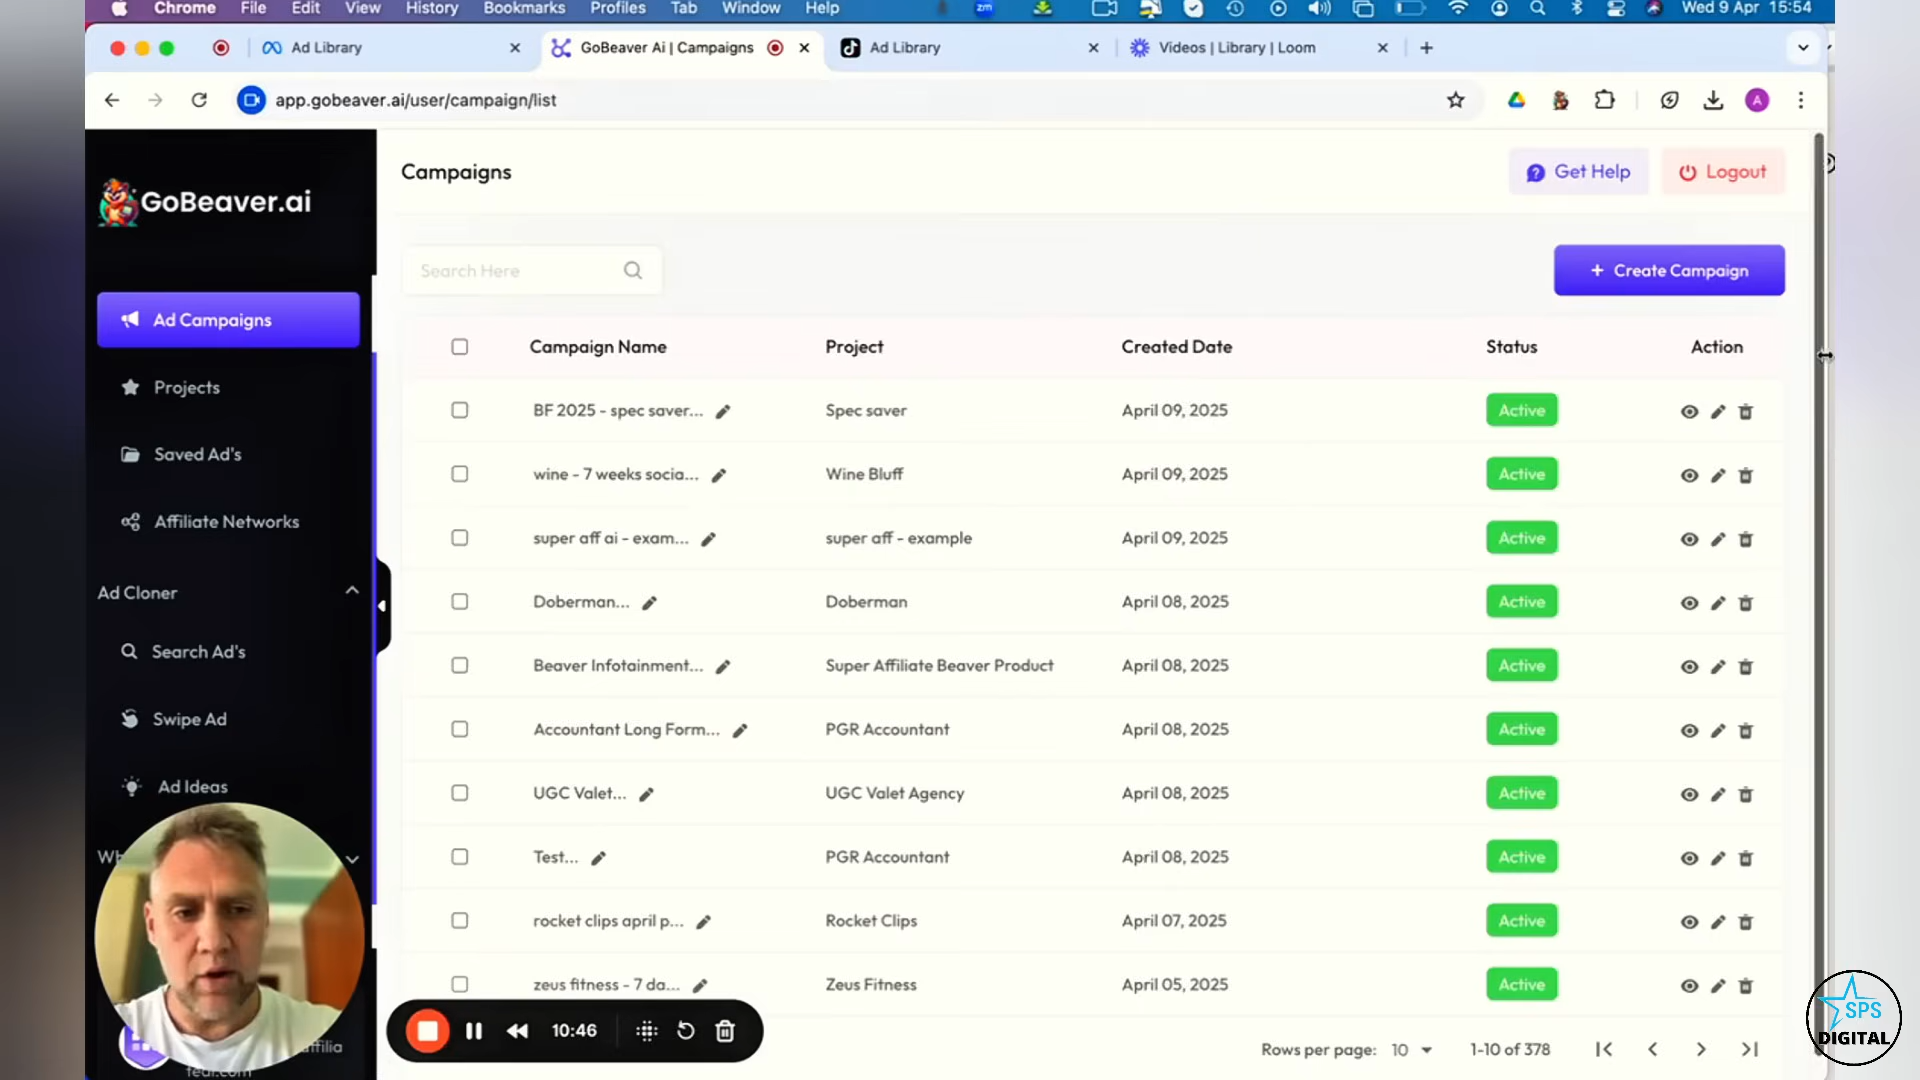 Chrome File Edit View History Bookmarks Profiles Tab Window Help zm Wed 9 Apr 15:54
Ad Library GoBeaver Ai | Campaigns Ad Library Videos | Library | Loom
app.gobeaver.ai/user/campaign/list A
GoBeaver.ai
Campaigns
Get Help
Logout
Search Here
+ Create Campaign
Ad Campaigns
Projects
Saved Ad's
Affiliate Networks
Ad Cloner
Search Ad's
Swipe Ad
Ad Ideas
Campaign Name Project Created Date Status Action
BF 2025 - spec saver... Spec saver April 09, 2025 Active
wine - 7 weeks socia... Wine Bluff April 09, 2025 Active
super aff ai - exam... super aff - example April 09, 2025 Active
Doberman... Doberman April 08, 2025 Active
Beaver Infotainment... Super Affiliate Beaver Product April 08, 2025 Active
Accountant Long Form... PGR Accountant April 08, 2025 Active
UGC Valet... UGC Valet Agency April 08, 2025 Active
Test... PGR Accountant April 08, 2025 Active
rocket clips april p... Rocket Clips April 07, 2025 Active
zeus fitness - 7 da... Zeus Fitness April 05, 2025 Active
10:46
Rows per page: 10 1-10 of 378
SPS
DIGITAL